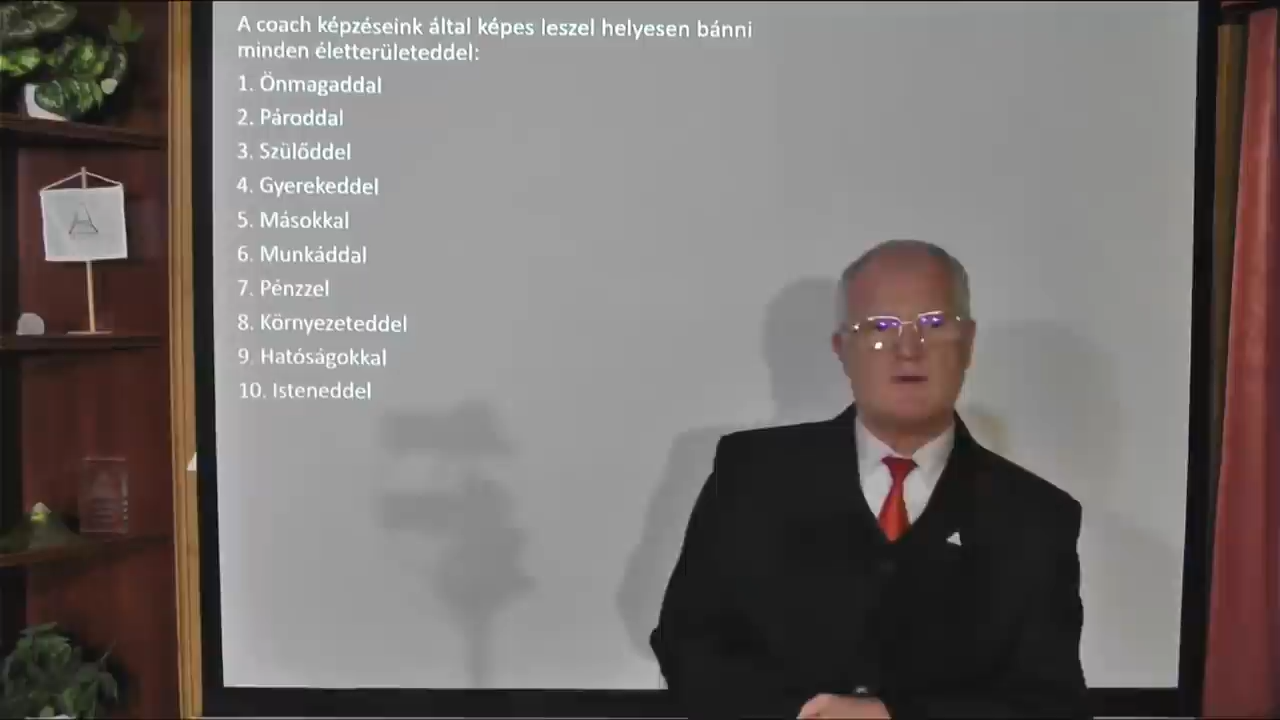 A coach képzéseink által képes leszel helyesen bánni
minden életterületeddel:
1. Önmagaddal
2. Pároddal
3. Szülőddel
4. Gyerekeddel
5. Másokkal
6. Munkáddal
7. Pénzzel
8. Környezeteddel
9. Hatóságokkal
10. Isteneddel